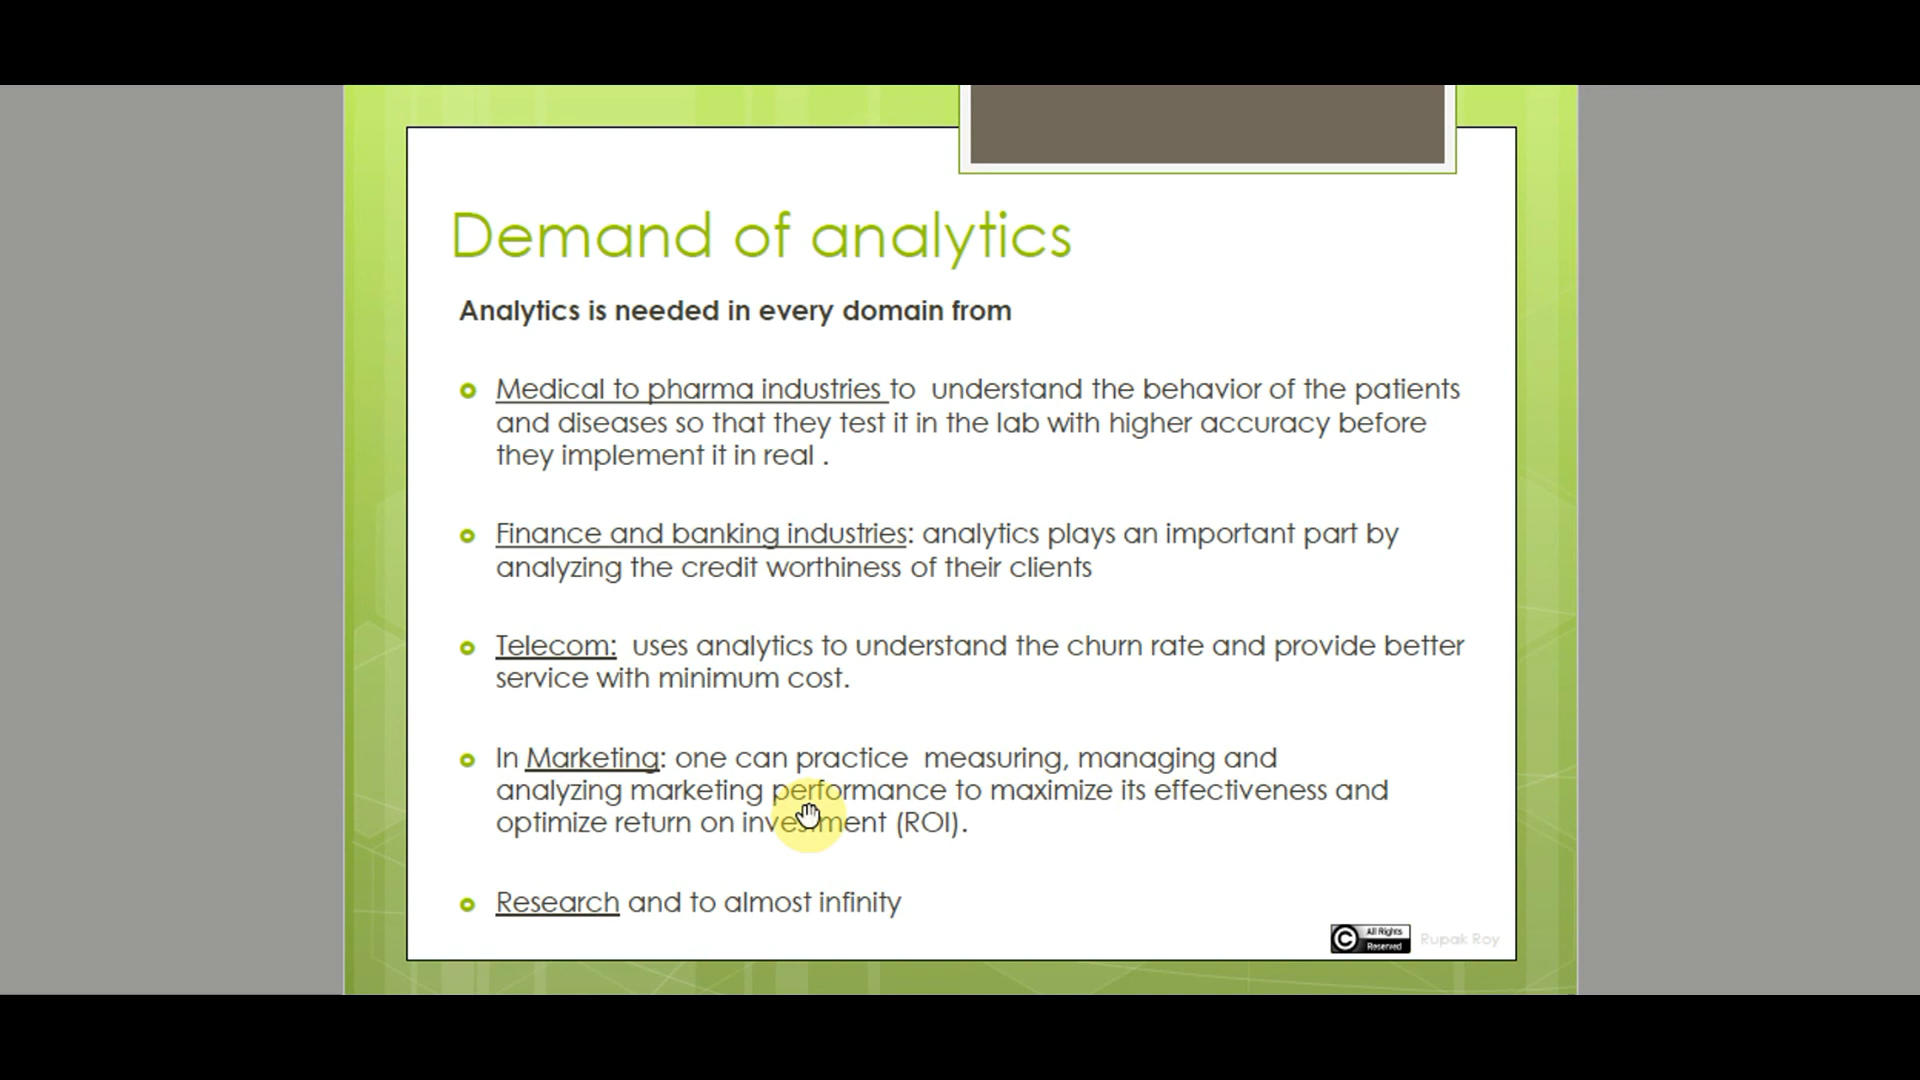 Demand of analytics
Analytics is needed in every domain from
Medical to pharma industries to understand the behavior of the patients
and diseases so that they test it in the lab with higher accuracy before
they implement it in real .
Finance and banking industries: analytics plays an important part by
analyzing the credit worthiness of their clients
Telecom: uses analytics to understand the churn rate and provide better
service with minimum cost.
In Marketing: one can practice measuring, managing and
analyzing marketing performance to maximize its effectiveness and
optimize return on investment (ROI).
Research and to almost infinity
C All Rights
Reserved
Rupak Roy